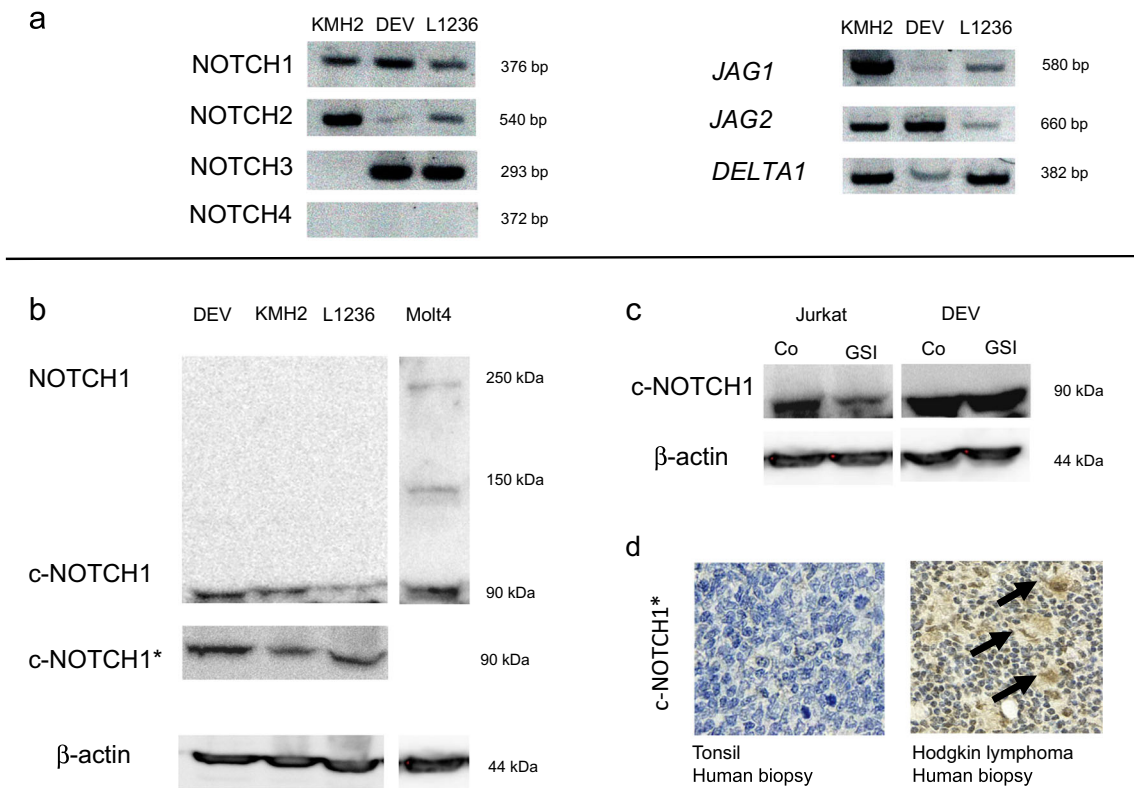 a
KMH2 DEV L1236
NOTCH1 376 bp
NOTCH2 540 bp
NOTCH3 293 bp
NOTCH4 372 bp
KMH2 DEV L1236
JAG1 580 bp
JAG2 660 bp
DELTA1 382 bp
b
DEV KMH2 L1236 Molt4
NOTCH1 250 kDa
150 kDa
c-NOTCH1 90 kDa
c-NOTCH1* 90 kDa
β-actin 44 kDa
c
Jurkat DEV
Co GSI Co GSI
c-NOTCH1 90 kDa
β-actin 44 kDa
d
c-NOTCH1*
Tonsil
Human biopsy
Hodgkin lymphoma
Human biopsy